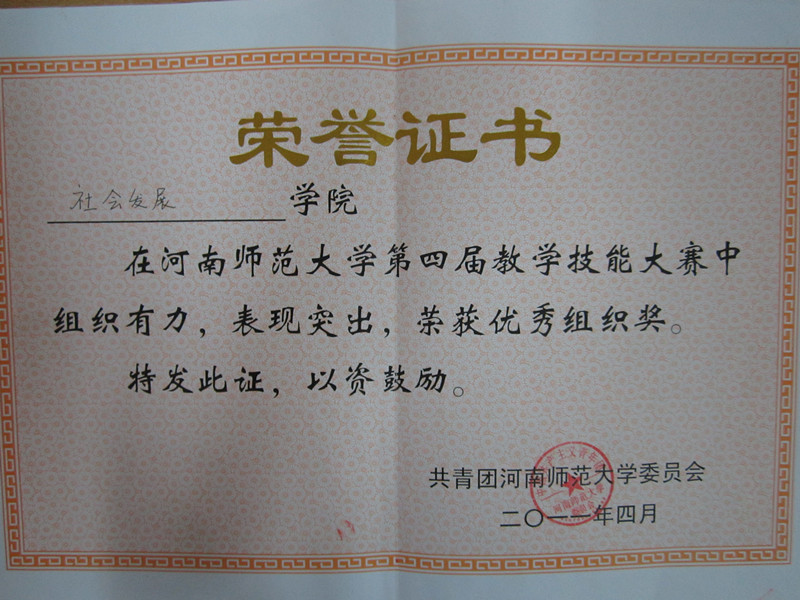 荣誉证书
社会发展学院
在河南师范大学第四届教学技能大赛中
组织有力，表现突出，荣获优秀组织奖。
特发此证，以资鼓励。
共青团河南师范大学委员会
二〇一一年四月